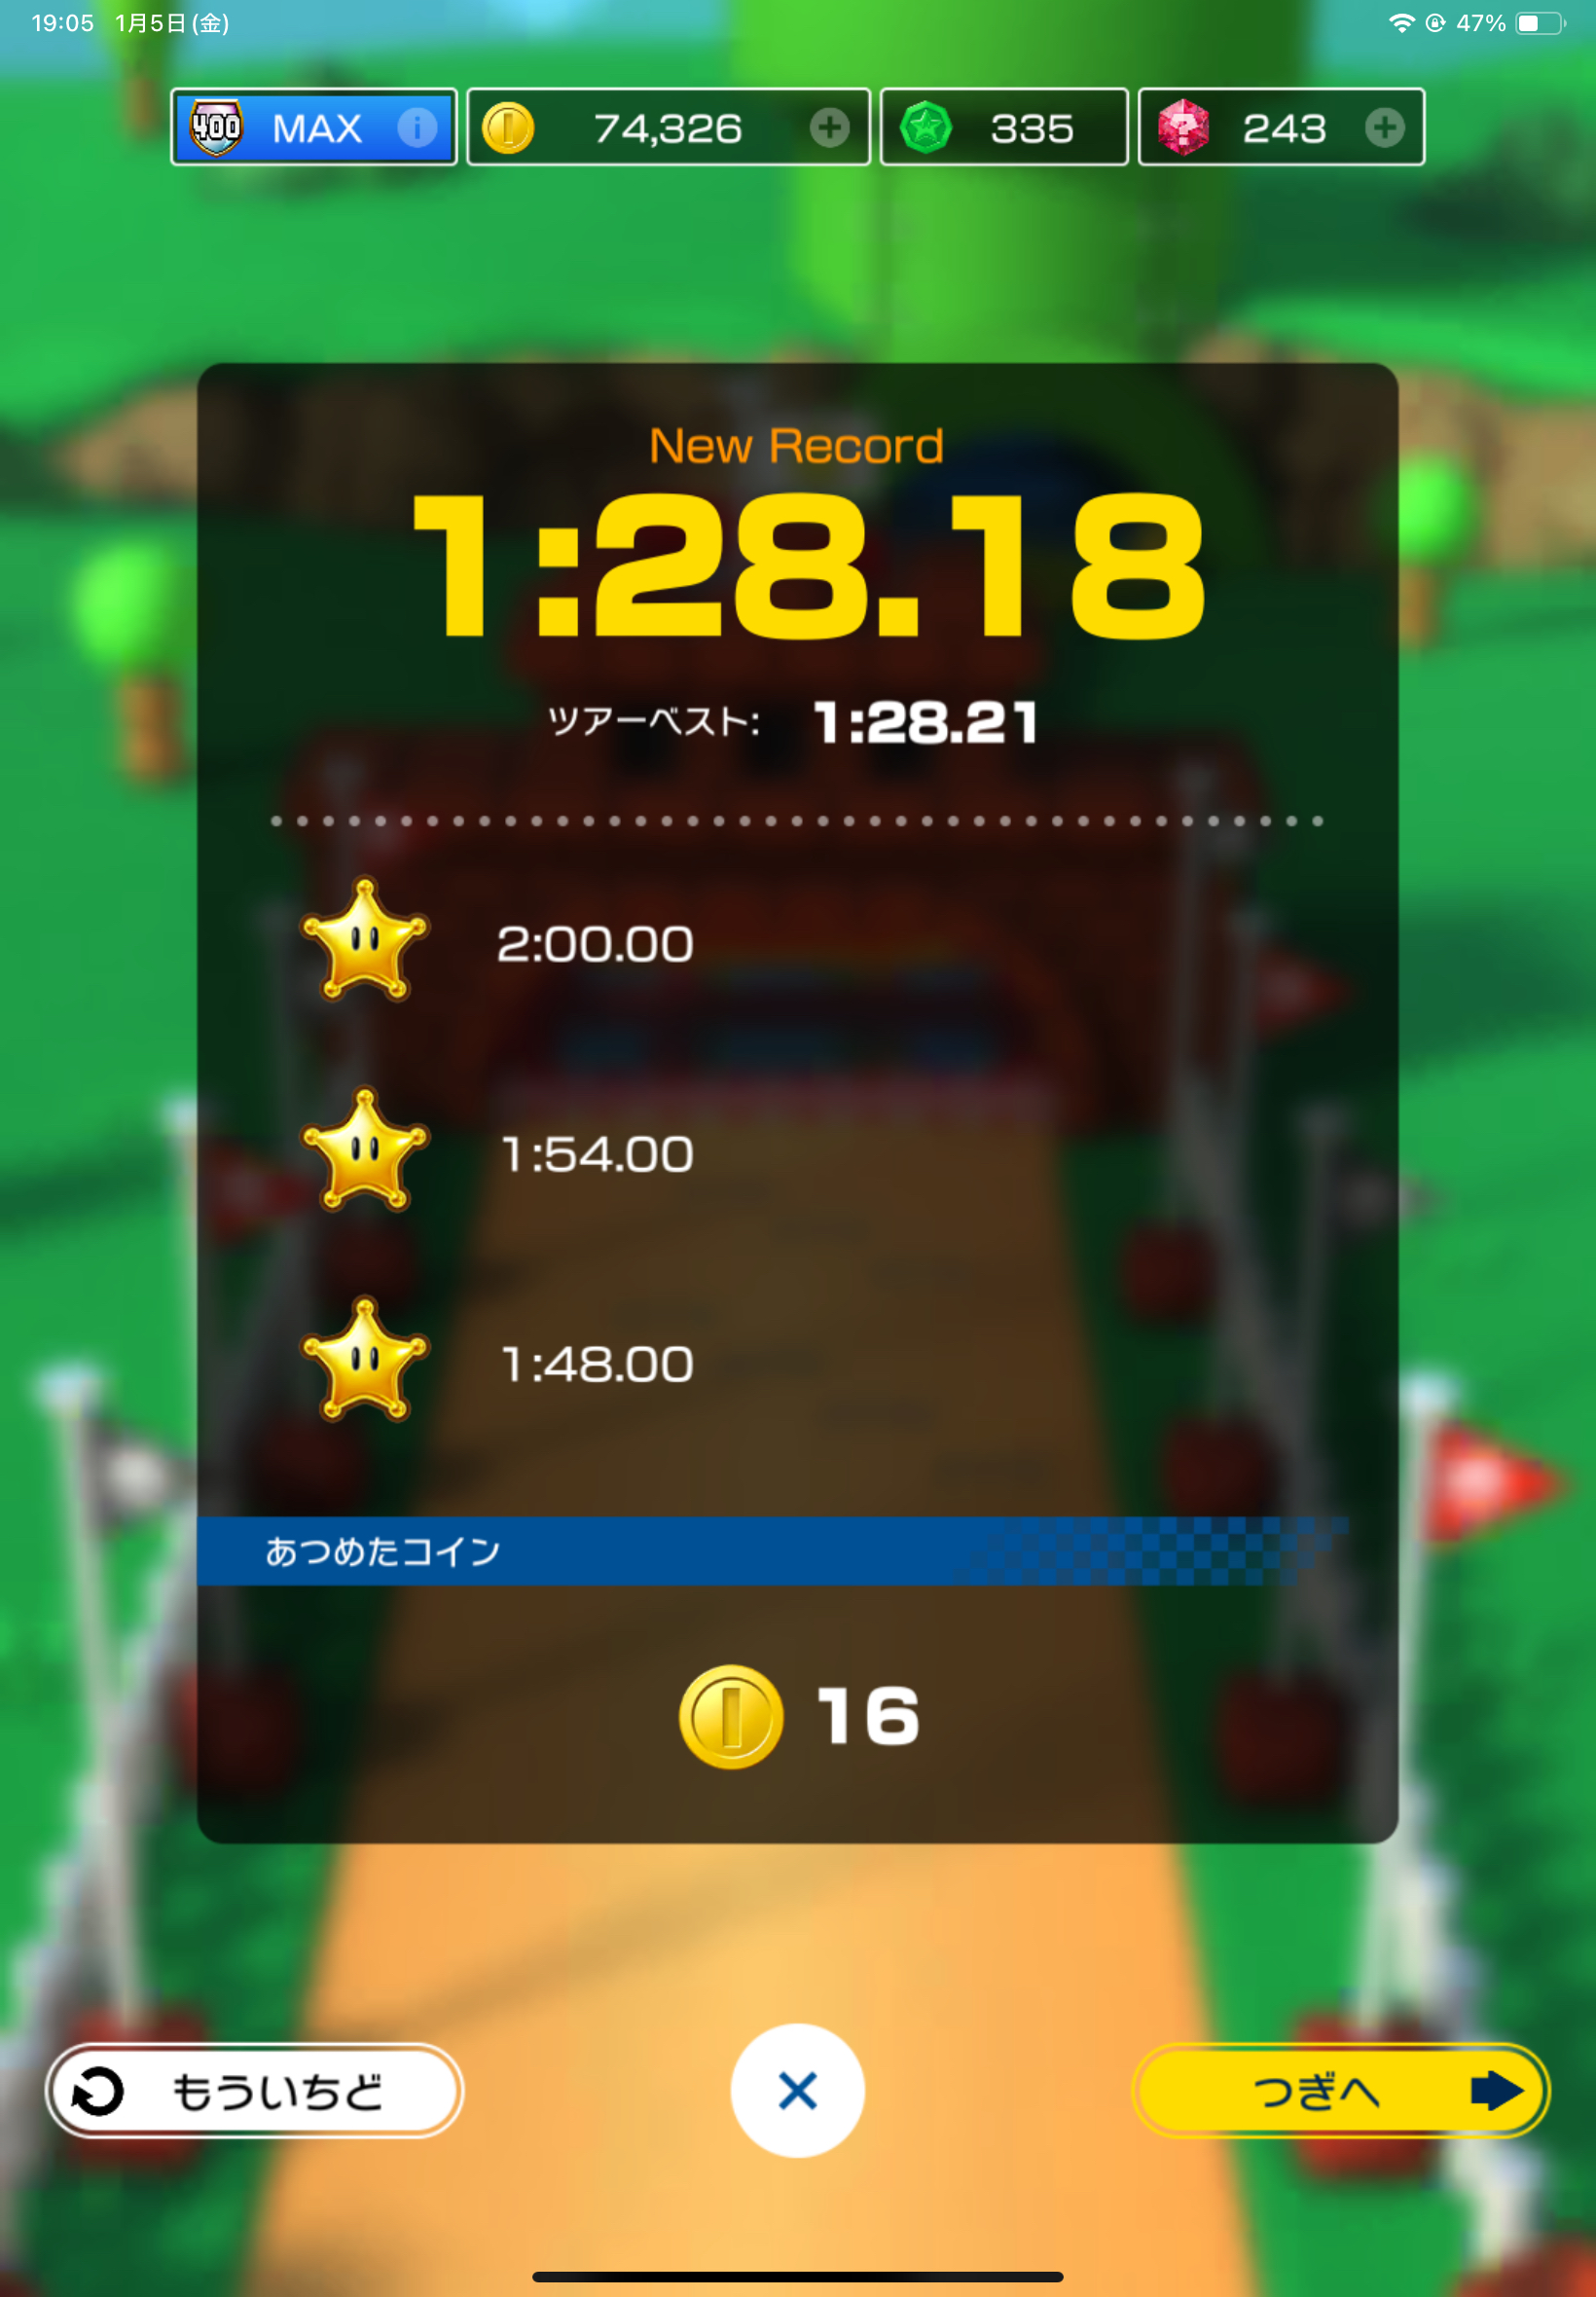 19:05 1月5日(金) 47%
400 MAX i 74,326 + 335 ? 243 +
New Record
1:28.18
ツアーベスト: 1:28.21
2:00.00
1:54.00
1:48.00
あつめたコイン
16
もういちど × つぎへ